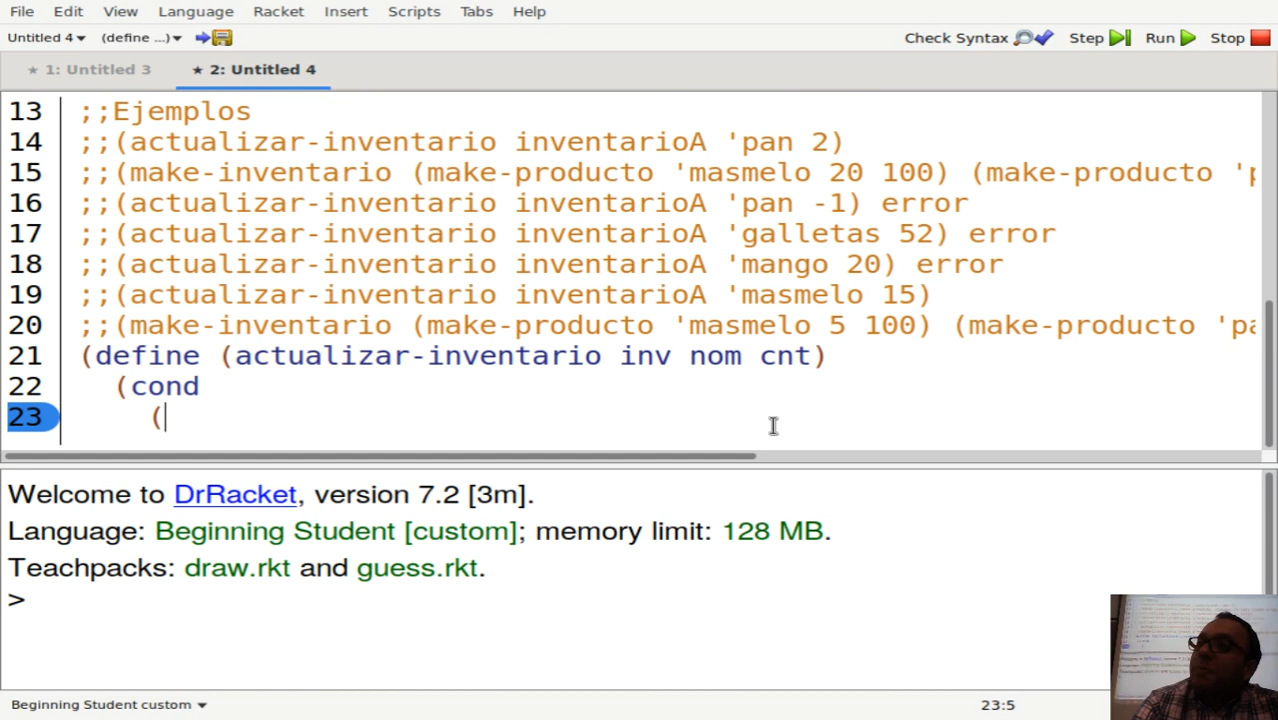 File Edit View Language Racket Insert Scripts Tabs Help
Untitled 4 (define ...) Check Syntax Step Run Stop
★ 1: Untitled 3 ★ 2: Untitled 4
13 ;;Ejemplos
14 ;;(actualizar-inventario inventarioA 'pan 2)
15 ;;(make-inventario (make-producto 'masmelo 20 100) (make-producto 'p
16 ;;(actualizar-inventario inventarioA 'pan -1) error
17 ;;(actualizar-inventario inventarioA 'galletas 52) error
18 ;;(actualizar-inventario inventarioA 'mango 20) error
19 ;;(actualizar-inventario inventarioA 'masmelo 15)
20 ;;(make-inventario (make-producto 'masmelo 5 100) (make-producto 'pa
21 (define (actualizar-inventario inv nom cnt)
22 (cond
23 (
Welcome to DrRacket, version 7.2 [3m].
Language: Beginning Student [custom]; memory limit: 128 MB.
Teachpacks: draw.rkt and guess.rkt.
>
Beginning Student custom 23:5